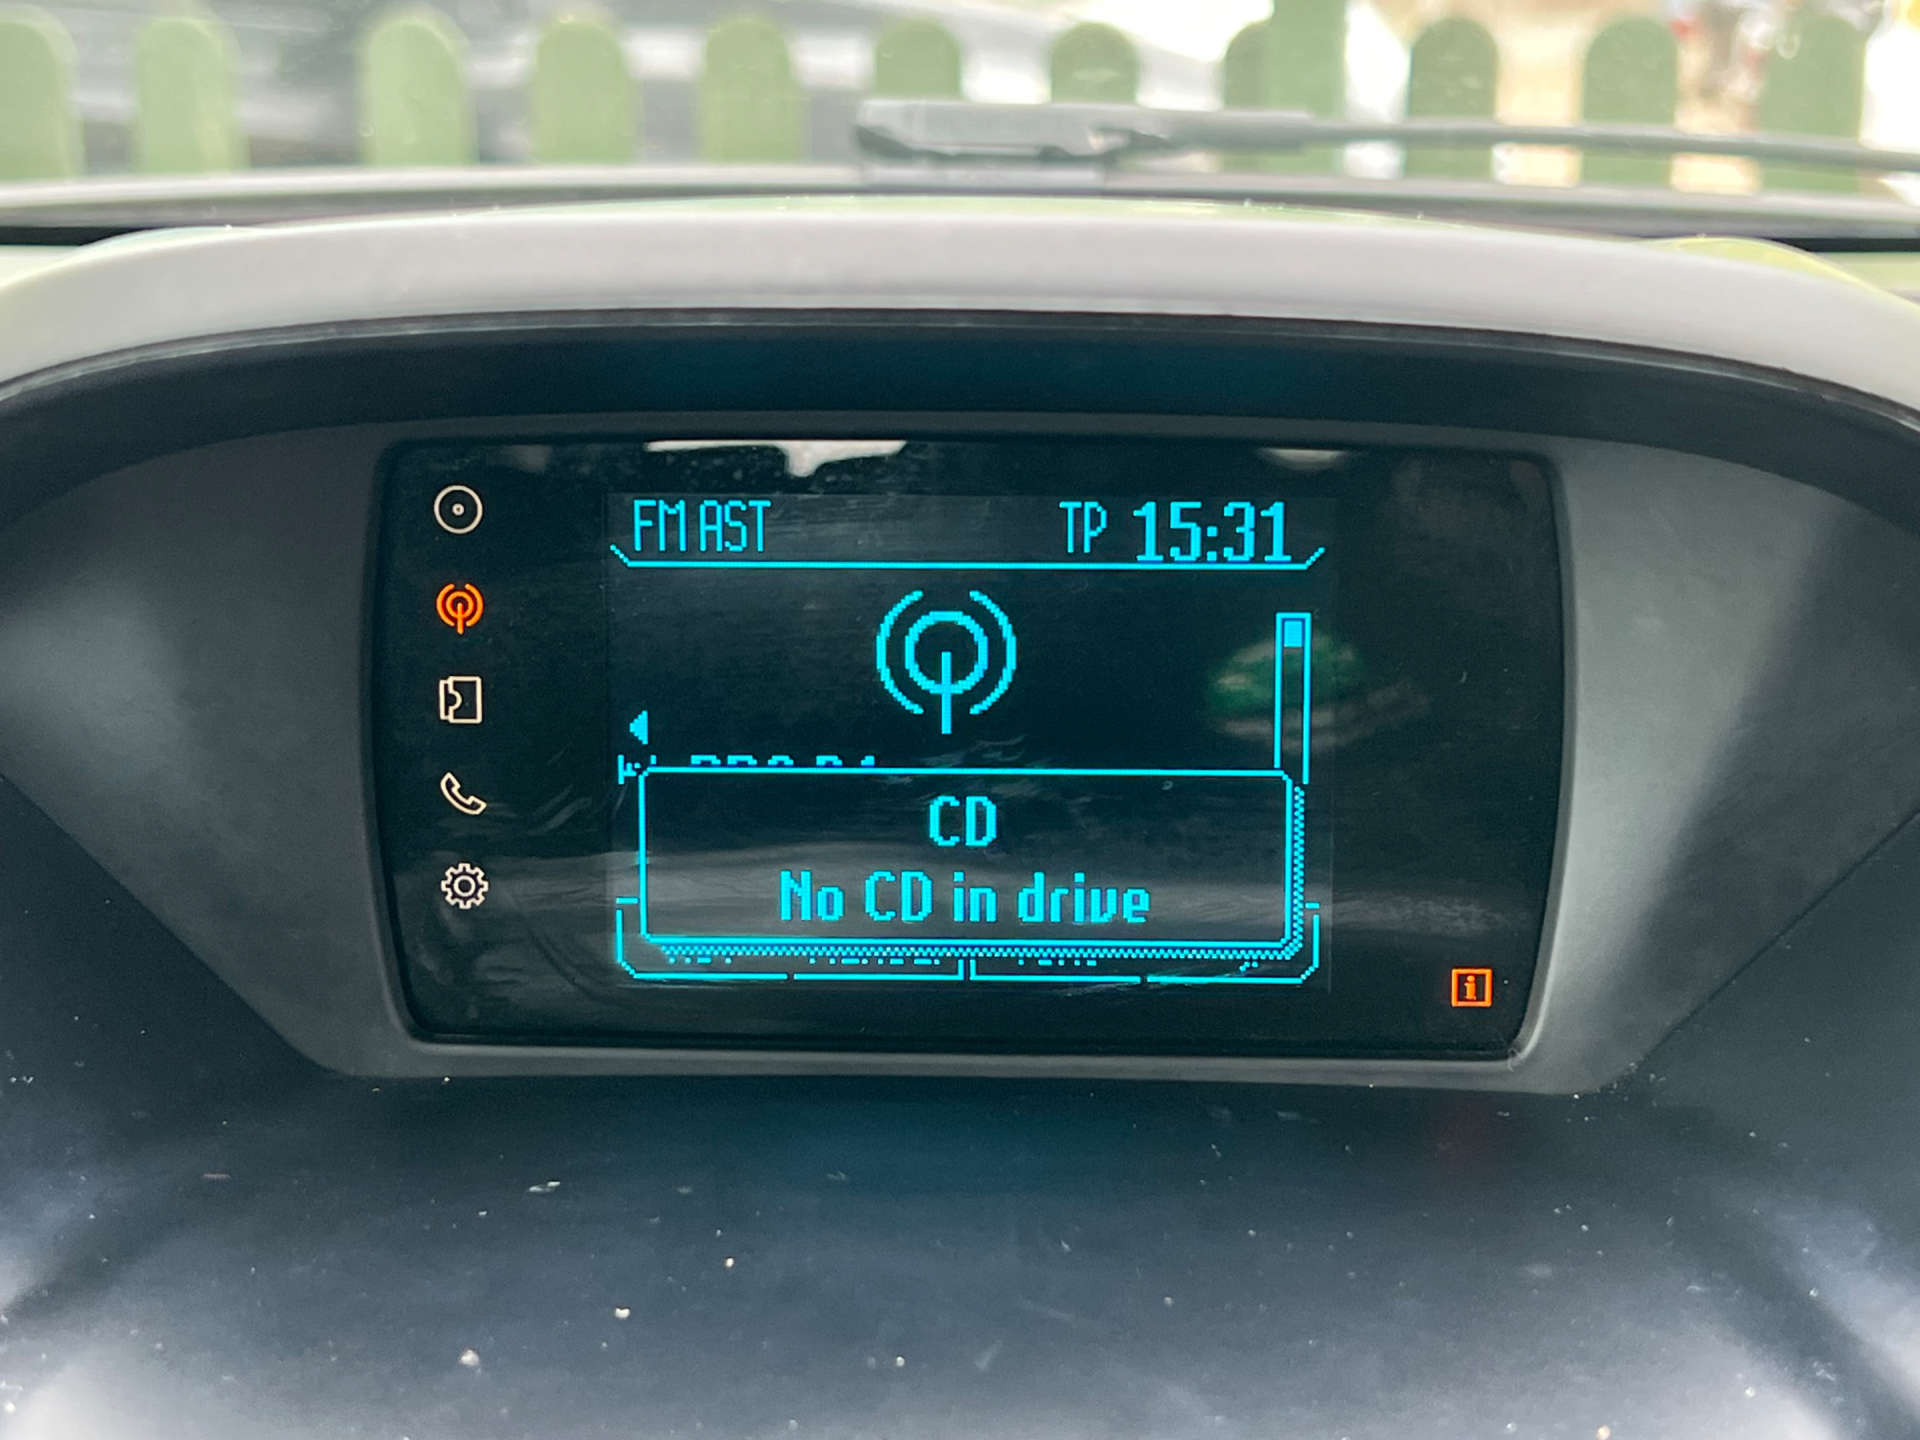 FM AST
TP 15:31
CD
No CD in drive
i